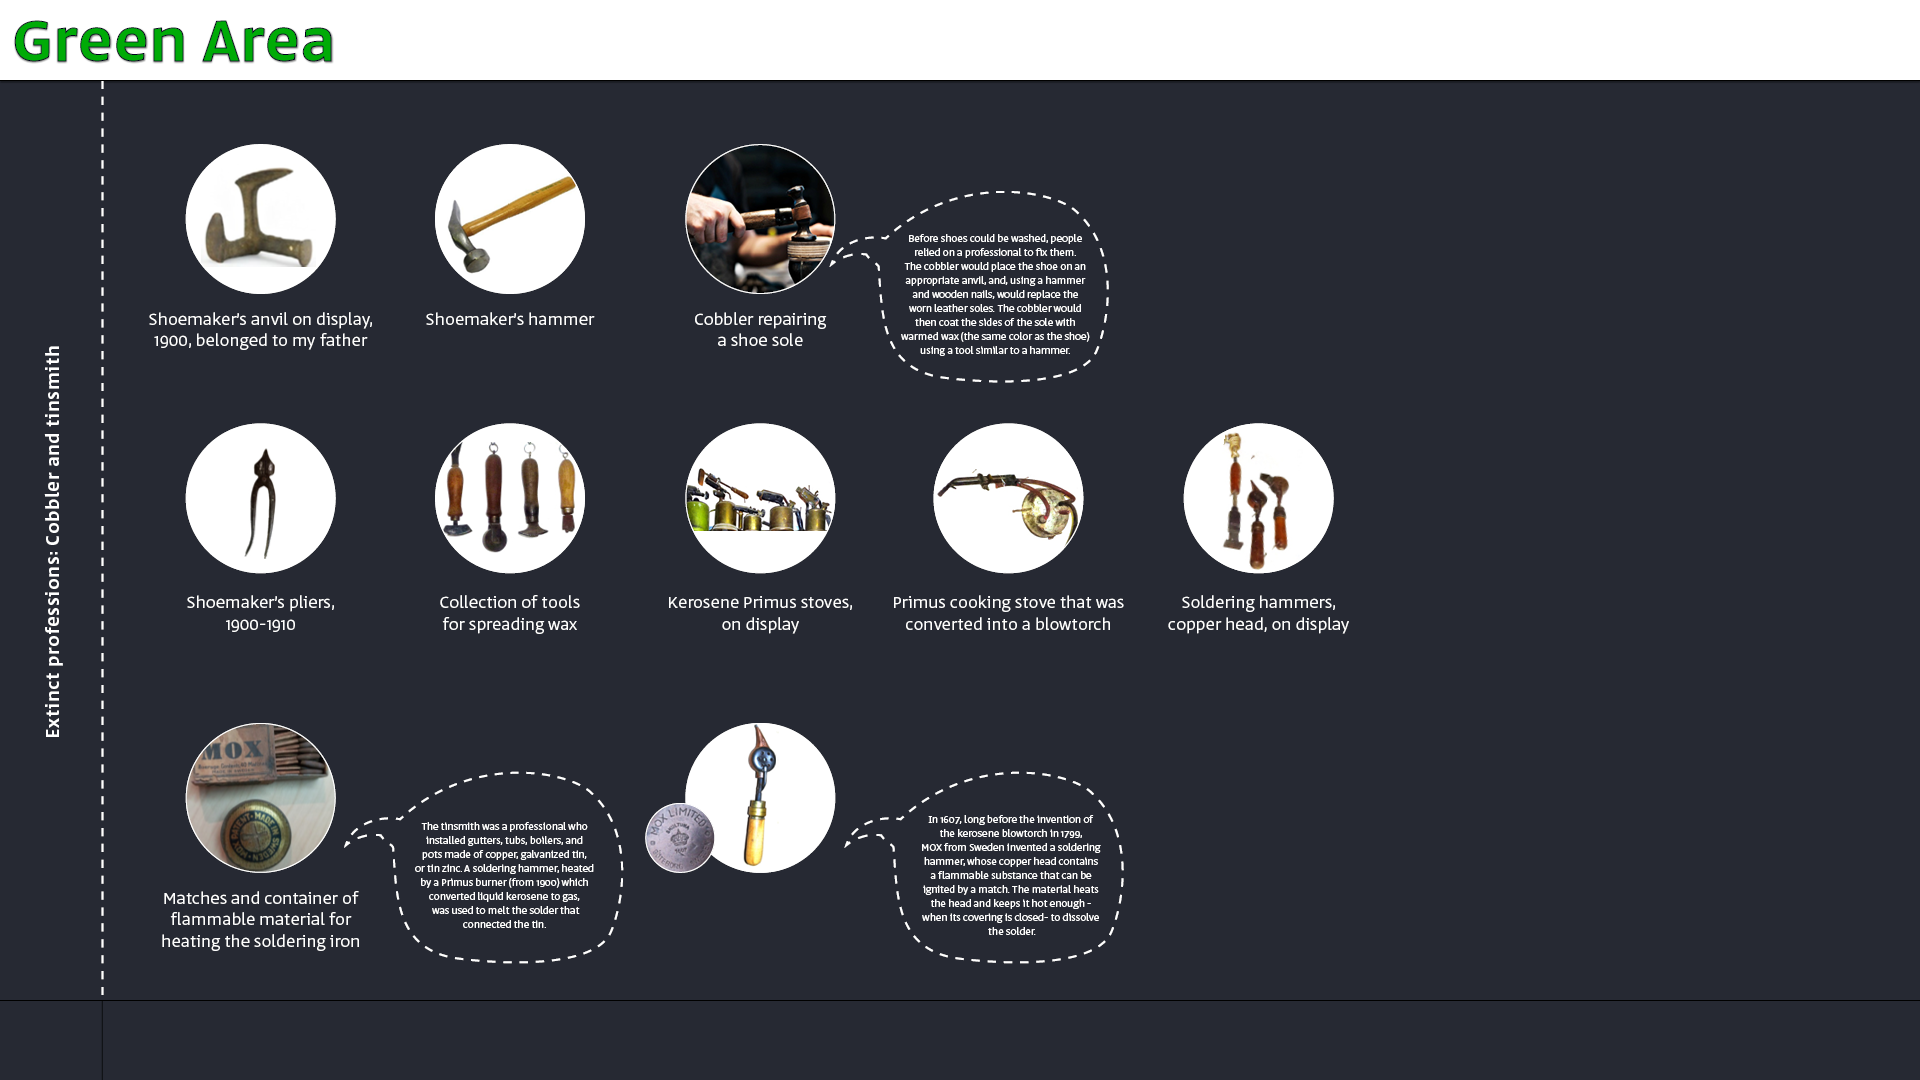 Green Area
Extinct professions: Cobbler and tinsmith
Shoemaker's anvil on display,
1900, belonged to my father
Shoemaker's hammer
Cobbler repairing
a shoe sole
Before shoes could be washed, people
relied on a professional to fix them.
The cobbler would place the shoe on an
appropriate anvil, and, using a hammer
and wooden nails, would replace the
worn leather soles. The cobbler would
then coat the sides of the sole with
warmed wax (the same color as the shoe)
using a tool similar to a hammer.
Shoemaker's pliers,
1900-1910
Collection of tools
for spreading wax
Kerosene Primus stoves,
on display
Primus cooking stove that was
converted into a blowtorch
Soldering hammers,
copper head, on display
MOX
Matches and container of
flammable material for
heating the soldering iron
The tinsmith was a professional who
installed gutters, tubs, boilers, and
pots made of copper, galvanized tin,
or tin zinc. A soldering hammer, heated
by a Primus burner (from 1900) which
converted liquid kerosene to gas,
was used to melt the solder that
connected the tin.
MOX LIMITED
In 1607, long before the invention of
the kerosene blowtorch in 1799,
MOX from Sweden invented a soldering
hammer, whose copper head contains
a flammable substance that can be
ignited by a match. The material heats
the head and keeps it hot enough -
when its covering is closed- to dissolve
the solder.